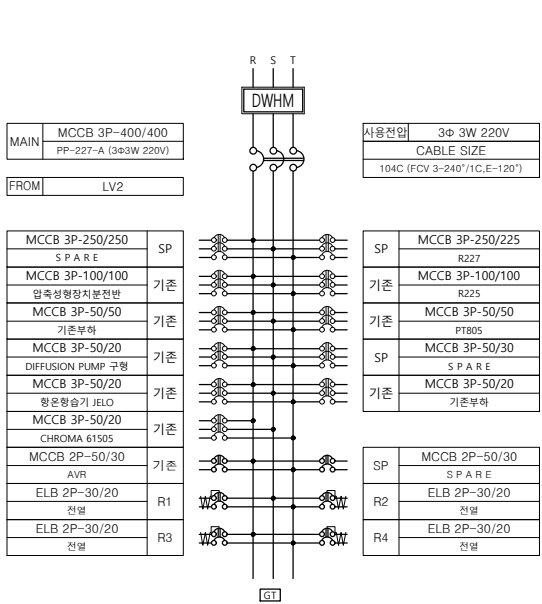 R S T
DWHM
MAIN MCCB 3P-400/400
PP-227-A (3Φ3W 220V)
FROM LV2
사용전압 3Φ 3W 220V
CABLE SIZE
104C (FCV 3-240°/1C,E-120°)
MCCB 3P-250/250 SP
S P A R E
MCCB 3P-100/100 기존
압축성형장치분전반
MCCB 3P-50/50 기존
기존부하
MCCB 3P-50/20 기존
DIFFUSION PUMP 구형
MCCB 3P-50/20 기존
항온항습기 JELO
MCCB 3P-50/20 기존
CHROMA 61505
MCCB 2P-50/30 기존
AVR
ELB 2P-30/20 R1
전열
ELB 2P-30/20 R3
전열
SP MCCB 3P-250/225
R227
기존 MCCB 3P-100/100
R225
기존 MCCB 3P-50/50
PT805
SP MCCB 3P-50/30
S P A R E
기존 MCCB 3P-50/20
기존부하
SP MCCB 2P-50/30
S P A R E
R2 ELB 2P-30/20
전열
R4 ELB 2P-30/20
전열
GT